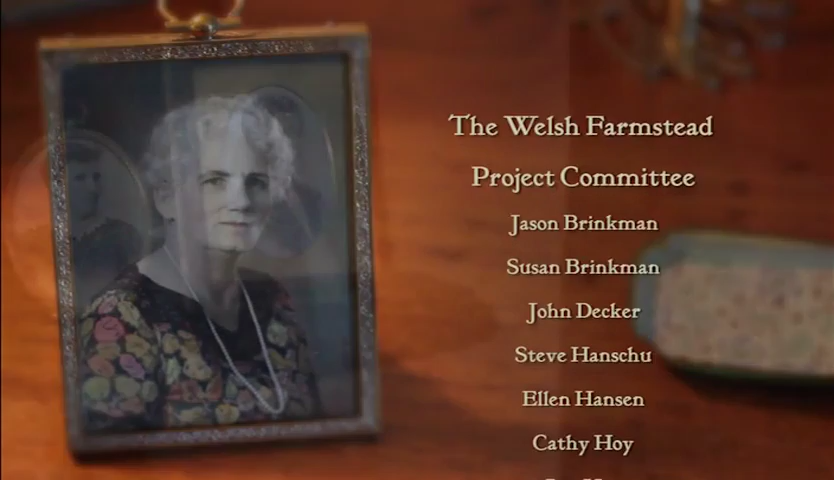 The Welsh Farmstead
Project Committee
Jason Brinkman
Susan Brinkman
John Decker
Steve Hanschu
Ellen Hansen
Cathy Hoy